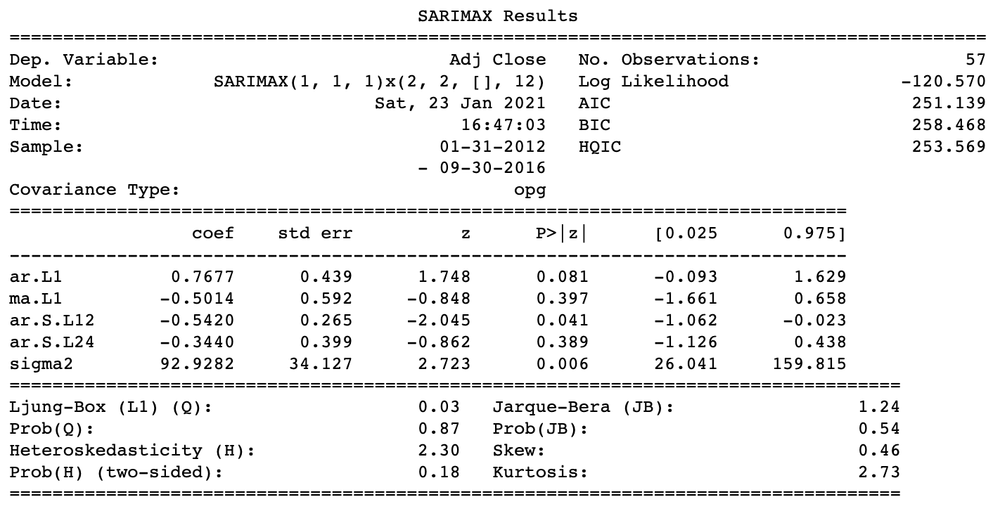 SARIMAX Results
==========================================================================================
Dep. Variable: Adj Close No. Observations: 57
Model: SARIMAX(1, 1, 1)x(2, 2, [], 12) Log Likelihood -120.570
Date: Sat, 23 Jan 2021 AIC 251.139
Time: 16:47:03 BIC 258.468
Sample: 01-31-2012 HQIC 253.569
- 09-30-2016
Covariance Type: opg
==============================================================================
coef std err z P>|z| [0.025 0.975]
------------------------------------------------------------------------------
ar.L1 0.7677 0.439 1.748 0.081 -0.093 1.629
ma.L1 -0.5014 0.592 -0.848 0.397 -1.661 0.658
ar.S.L12 -0.5420 0.265 -2.045 0.041 -1.062 -0.023
ar.S.L24 -0.3440 0.399 -0.862 0.389 -1.126 0.438
sigma2 92.9282 34.127 2.723 0.006 26.041 159.815
===================================================================================
Ljung-Box (L1) (Q): 0.03 Jarque-Bera (JB): 1.24
Prob(Q): 0.87 Prob(JB): 0.54
Heteroskedasticity (H): 2.30 Skew: 0.46
Prob(H) (two-sided): 0.18 Kurtosis: 2.73
===================================================================================